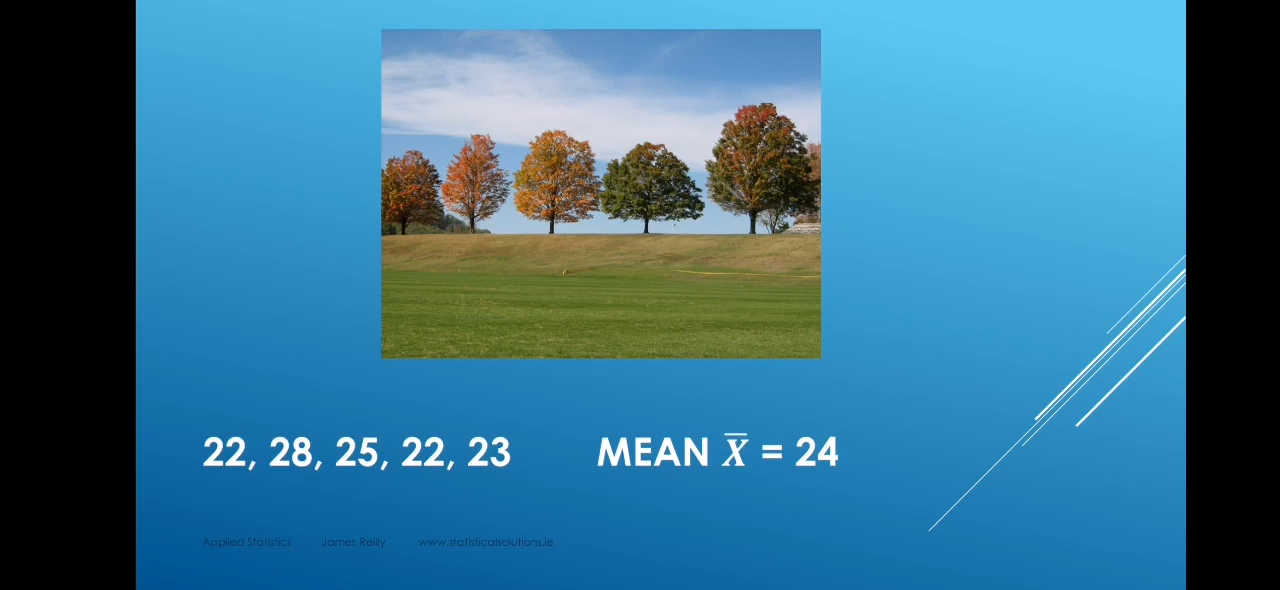 22, 28, 25, 22, 23 MEAN X̅ = 24
Applied Statistics James Reilly www.statisticalsolutions.ie